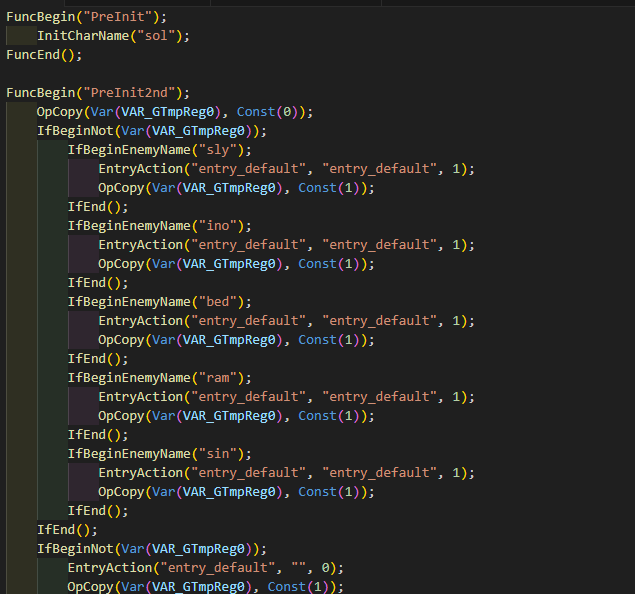 FuncBegin("PreInit");
    InitCharName("sol");
FuncEnd();

FuncBegin("PreInit2nd");
    OpCopy(Var(VAR_GTmpReg0), Const(0));
    IfBeginNot(Var(VAR_GTmpReg0));
        IfBeginEnemyName("sly");
            EntryAction("entry_default", "entry_default", 1);
            OpCopy(Var(VAR_GTmpReg0), Const(1));
        IfEnd();
        IfBeginEnemyName("ino");
            EntryAction("entry_default", "entry_default", 1);
            OpCopy(Var(VAR_GTmpReg0), Const(1));
        IfEnd();
        IfBeginEnemyName("bed");
            EntryAction("entry_default", "entry_default", 1);
            OpCopy(Var(VAR_GTmpReg0), Const(1));
        IfEnd();
        IfBeginEnemyName("ram");
            EntryAction("entry_default", "entry_default", 1);
            OpCopy(Var(VAR_GTmpReg0), Const(1));
        IfEnd();
        IfBeginEnemyName("sin");
            EntryAction("entry_default", "entry_default", 1);
            OpCopy(Var(VAR_GTmpReg0), Const(1));
        IfEnd();
    IfEnd();
    IfBeginNot(Var(VAR_GTmpReg0));
        EntryAction("entry_default", "", 0);
        OpCopy(Var(VAR_GTmpReg0), Const(1));